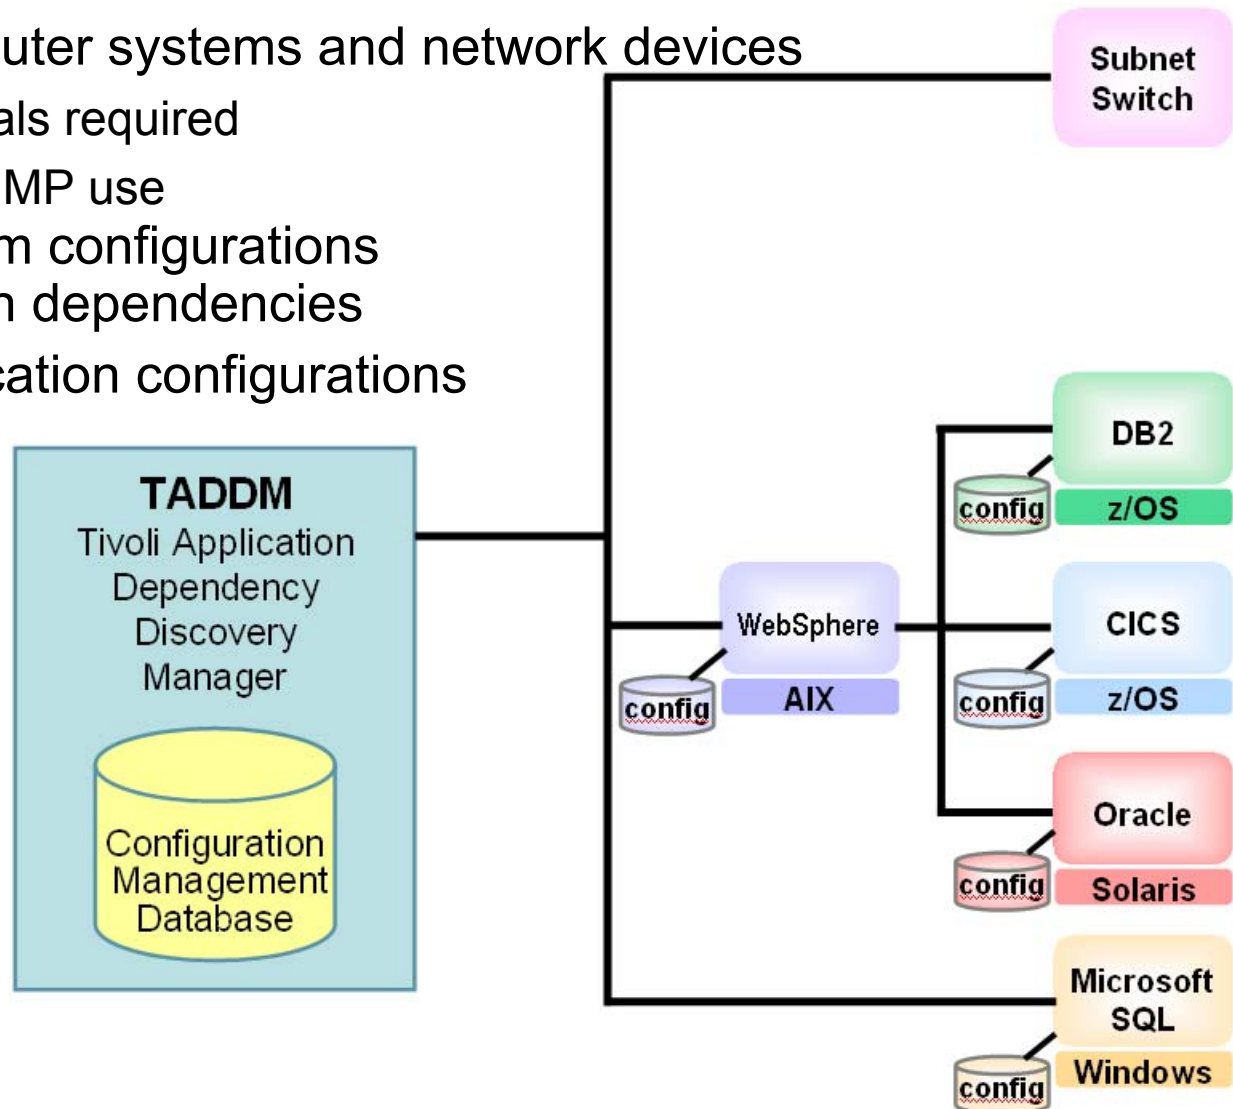 uter systems and network devices
als required
MP use
m configurations
n dependencies
cation configurations
TADDM
Tivoli Application
Dependency
Discovery
Manager
Configuration
Management
Database
Subnet
Switch
DB2
config
z/OS
WebSphere
config
AIX
CICS
config
z/OS
Oracle
config
Solaris
Microsoft
SQL
config
Windows